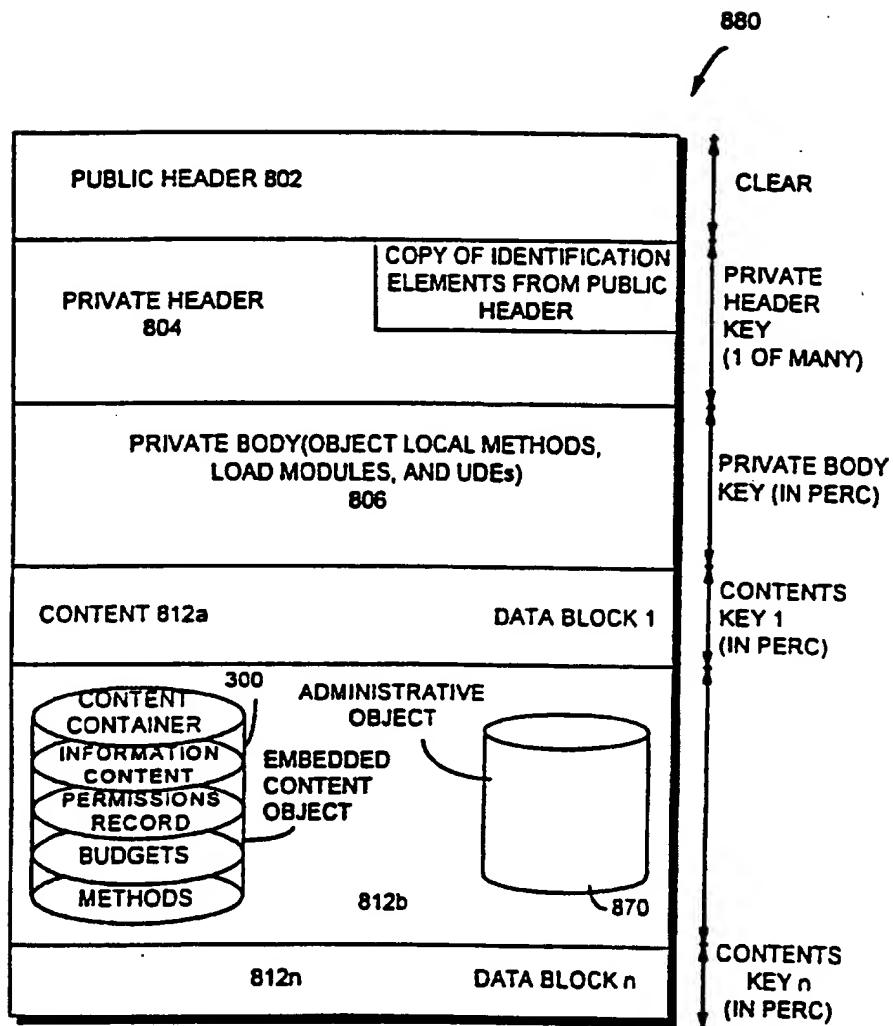 880
PUBLIC HEADER 802
CLEAR
COPY OF IDENTIFICATION
ELEMENTS FROM PUBLIC
HEADER
PRIVATE HEADER
804
PRIVATE
HEADER
KEY
(1 OF MANY)
PRIVATE BODY(OBJECT LOCAL METHODS,
LOAD MODULES, AND UDEs)
806
PRIVATE BODY
KEY (IN PERC)
CONTENT 812a
DATA BLOCK 1
CONTENTS
KEY 1
(IN PERC)
300
CONTENT
CONTAINER
INFORMATION
CONTENT
PERMISSIONS
RECORD
BUDGETS
METHODS
EMBEDDED
CONTENT
OBJECT
ADMINISTRATIVE
OBJECT
812b
870
812n
DATA BLOCK n
CONTENTS
KEY n
(IN PERC)